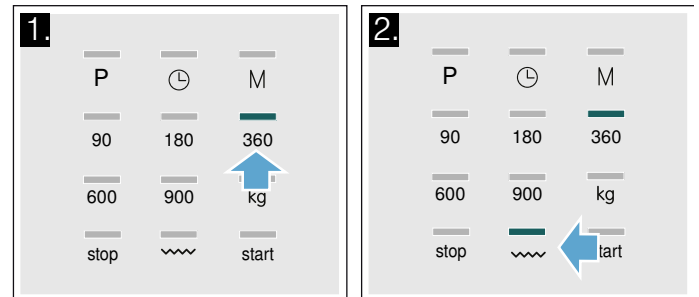 1.
P M
90 180 360
600 900 kg
stop start
2.
P M
90 180 360
600 900 kg
stop tart